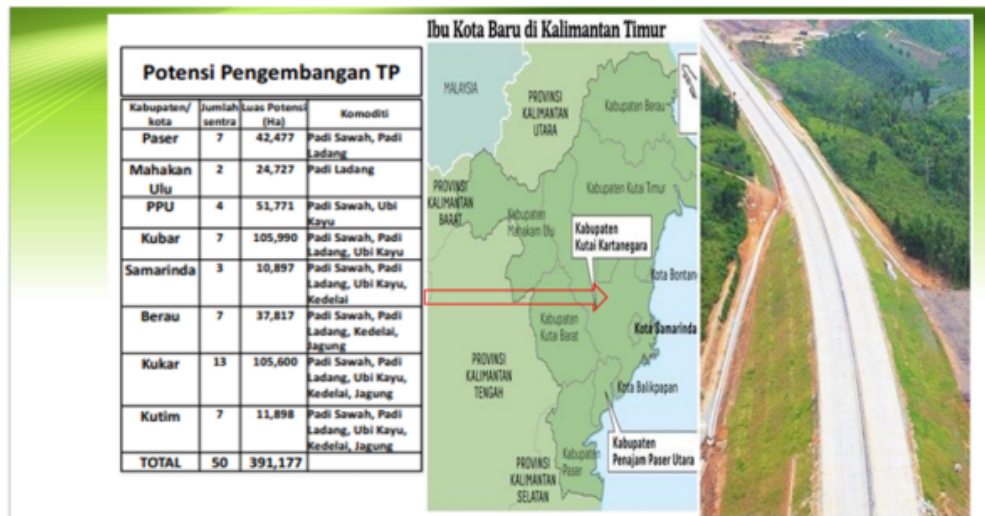 Ibu Kota Baru di Kalimantan Timur
Potensi Pengembangan TP
Kabupaten/ kota	Jumlah sentra	Luas Potensi (Ha)	Komoditi
Paser	7	42,477	Padi Sawah, Padi Ladang
Mahakan Ulu	2	24,727	Padi Ladang
PPU	4	51,771	Padi Sawah, Ubi Kayu
Kubar	7	105,990	Padi Sawah, Padi Ladang, Ubi Kayu
Samarinda	3	10,897	Padi Sawah, Padi Ladang, Ubi Kayu, Kedelai
Berau	7	37,817	Padi Sawah, Padi Ladang, Kedelai, Jagung
Kukar	13	105,600	Padi Sawah, Padi Ladang, Ubi Kayu, Kedelai, Jagung
Kutim	7	11,898	Padi Sawah, Padi Ladang, Ubi Kayu, Kedelai, Jagung
TOTAL	50	391,177
MALAYSIA
PROVINSI
KALIMANTAN
UTARA
Kabupaten Berau
Kabupaten Kutai Timur
PROVINSI
KALIMANTAN
BARAT
Kabupaten
Mahakam Ulu
Kabupaten
Kutai Kartanegara
Kota Bontan
Kabupaten
Kutai Barat
Kota Samarinda
PROVINSI
KALIMANTAN
TENGAH
Kota Balikpapan
Kabupaten
Penajam Paser Utara
Kabupaten
Paser
PROVINSI
KALIMANTAN
SELATAN